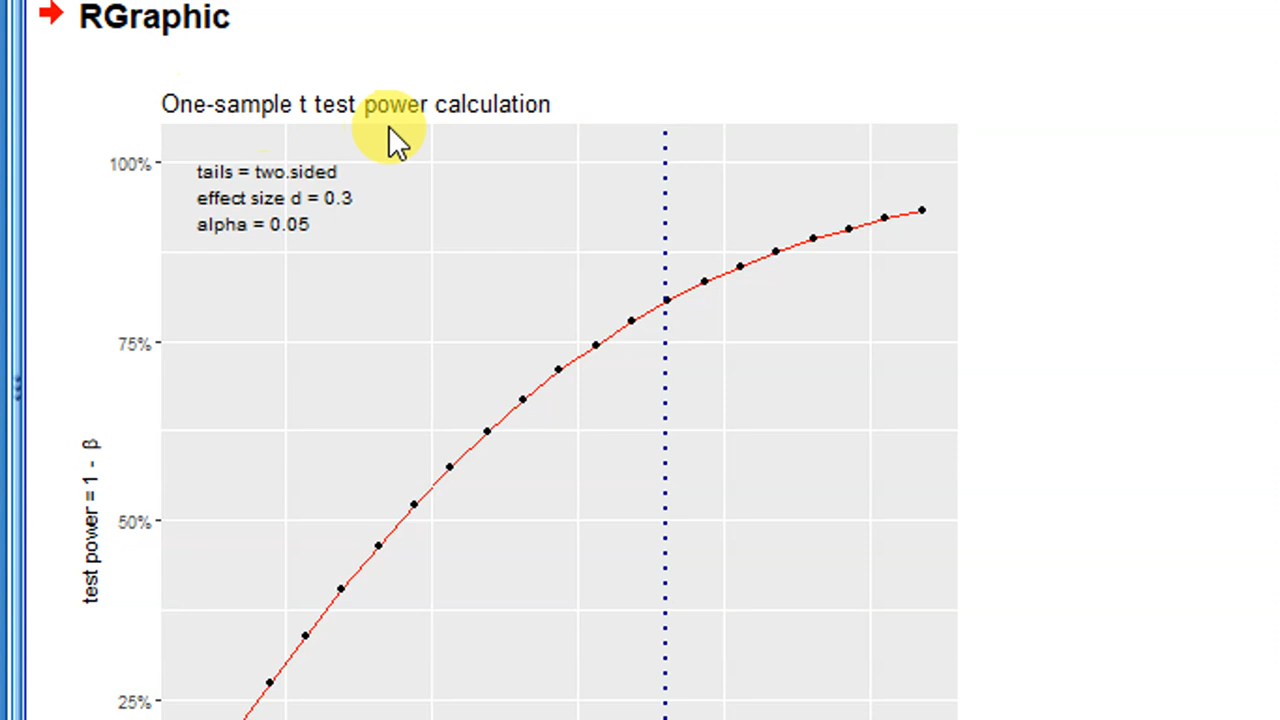 RGraphic
One-sample t test power calculation
tails = two.sided
effect size d = 0.3
alpha = 0.05
100%
75%
50%
25%
test power = 1 - β